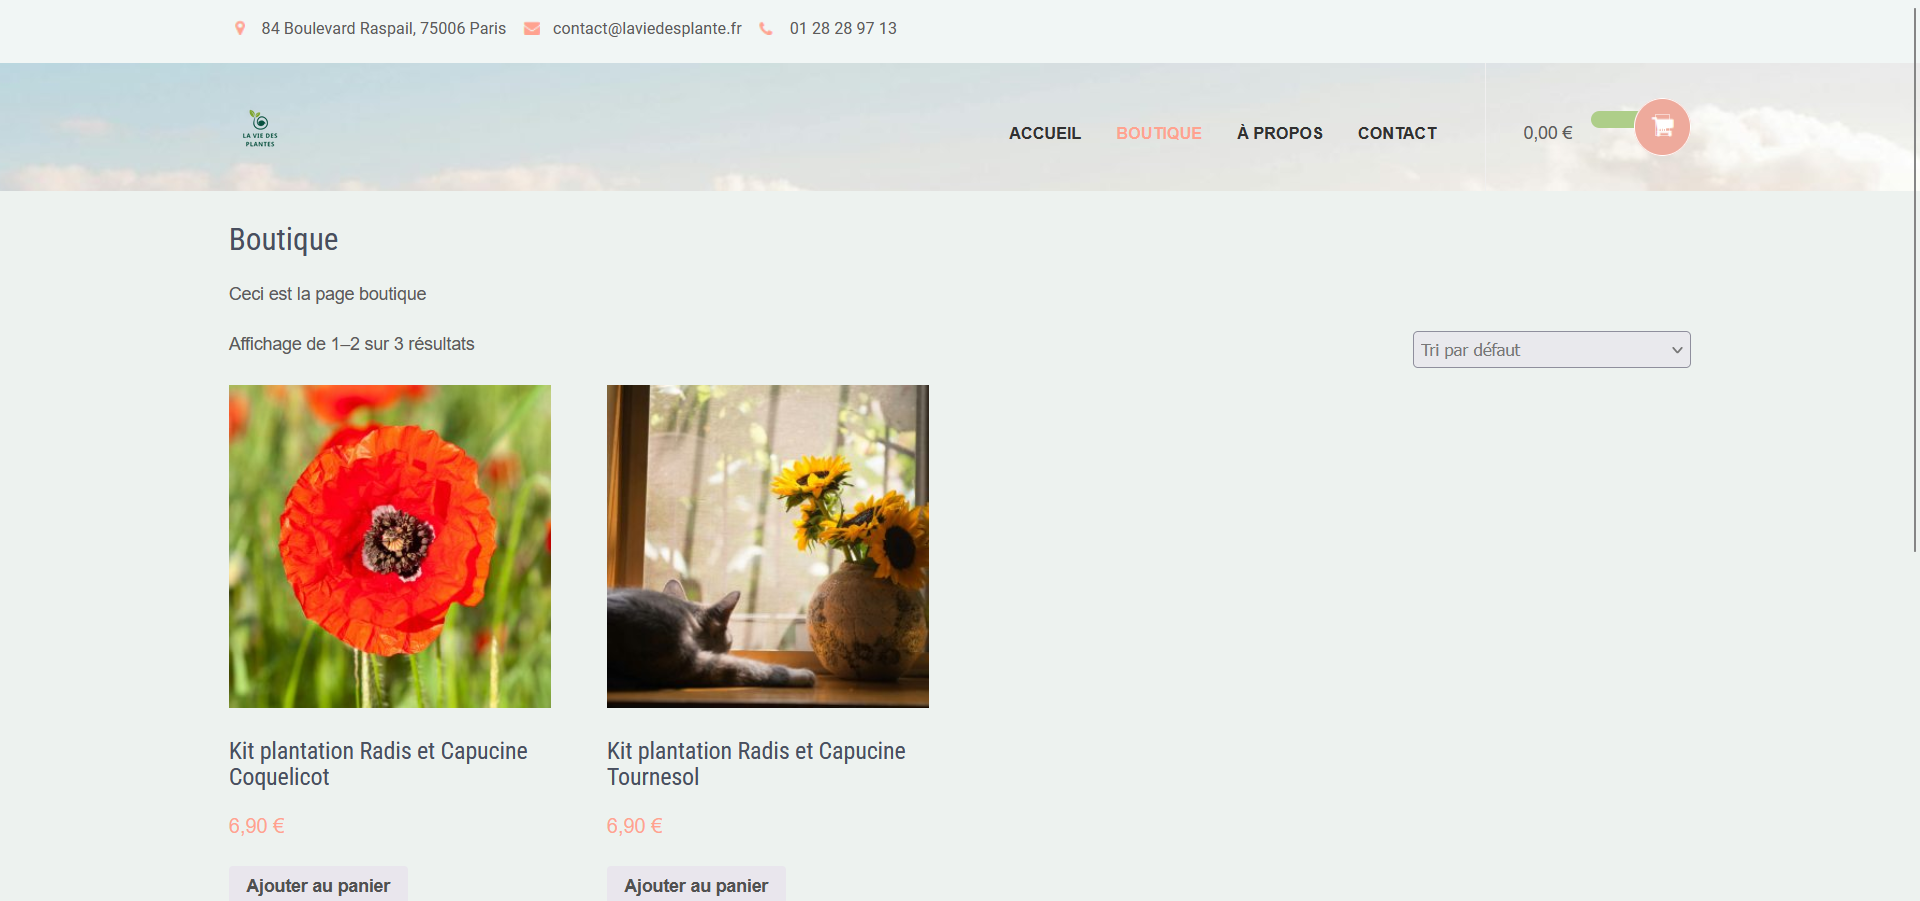 84 Boulevard Raspail, 75006 Paris contact@laviedesplante.fr 01 28 28 97 13
LA VIE DES
PLANTES
ACCUEIL BOUTIQUE À PROPOS CONTACT 0,00 €
Boutique
Ceci est la page boutique
Affichage de 1–2 sur 3 résultats
Tri par défaut
Kit plantation Radis et Capucine
Coquelicot
6,90 €
Ajouter au panier
Kit plantation Radis et Capucine
Tournesol
6,90 €
Ajouter au panier